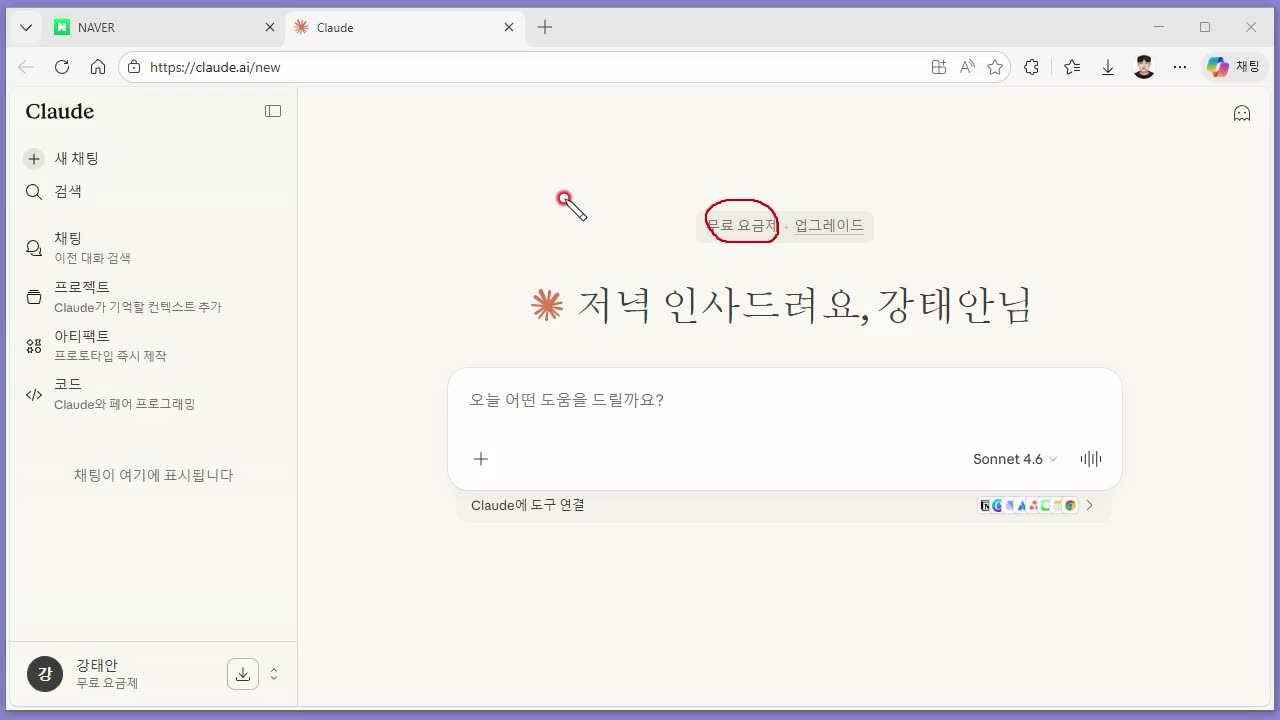 NAVER
Claude
https://claude.ai/new
채팅
Claude
새 채팅
검색
채팅
이전 대화 검색
프로젝트
Claude가 기억할 컨텍스트 추가
아티팩트
프로토타입 즉시 제작
코드
Claude와 페어 프로그래밍
채팅이 여기에 표시됩니다
강
강태안
무료 요금제
무료 요금제 · 업그레이드
저녁 인사드려요, 강태안님
오늘 어떤 도움을 드릴까요?
Sonnet 4.6
Claude에 도구 연결